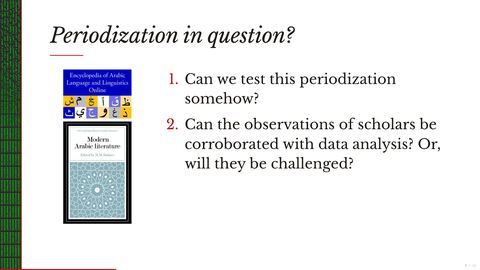 Periodization in question?
Encyclopedia of Arabic
Language and Linguistics
Online
Modern
Arabic literature
1. Can we test this periodization
somehow?
2. Can the observations of scholars be
corroborated with data analysis? Or,
will they be challenged?